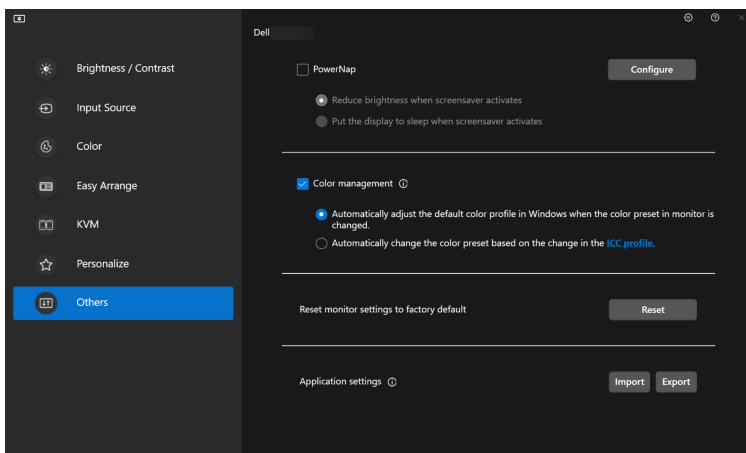 Dell
Brightness / Contrast
Input Source
Color
Easy Arrange
KVM
Personalize
Others
PowerNap
Configure
Reduce brightness when screensaver activates
Put the display to sleep when screensaver activates
Color management
Automatically adjust the default color profile in Windows when the color preset in monitor is
changed.
Automatically change the color preset based on the change in the ICC profile.
Reset monitor settings to factory default
Reset
Application settings
Import
Export